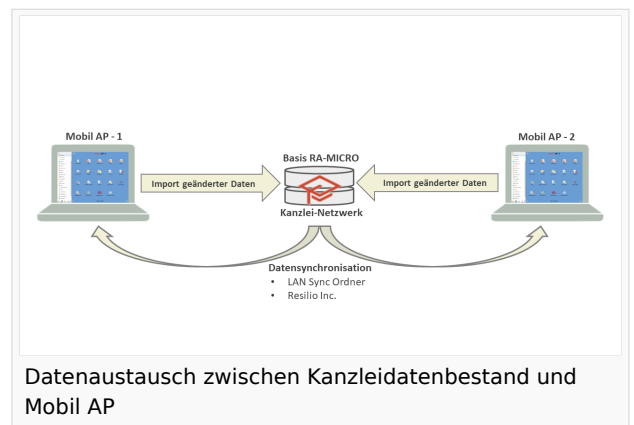 Mobil AP - 1
Mobil AP - 2
Basis RA-MICRO
Import geänderter Daten
Import geänderter Daten
Kanzlei-Netzwerk
Datensynchronisation
• LAN Sync Ordner
• Resilio Inc.
Datenaustausch zwischen Kanzleidatenbestand und
Mobil AP